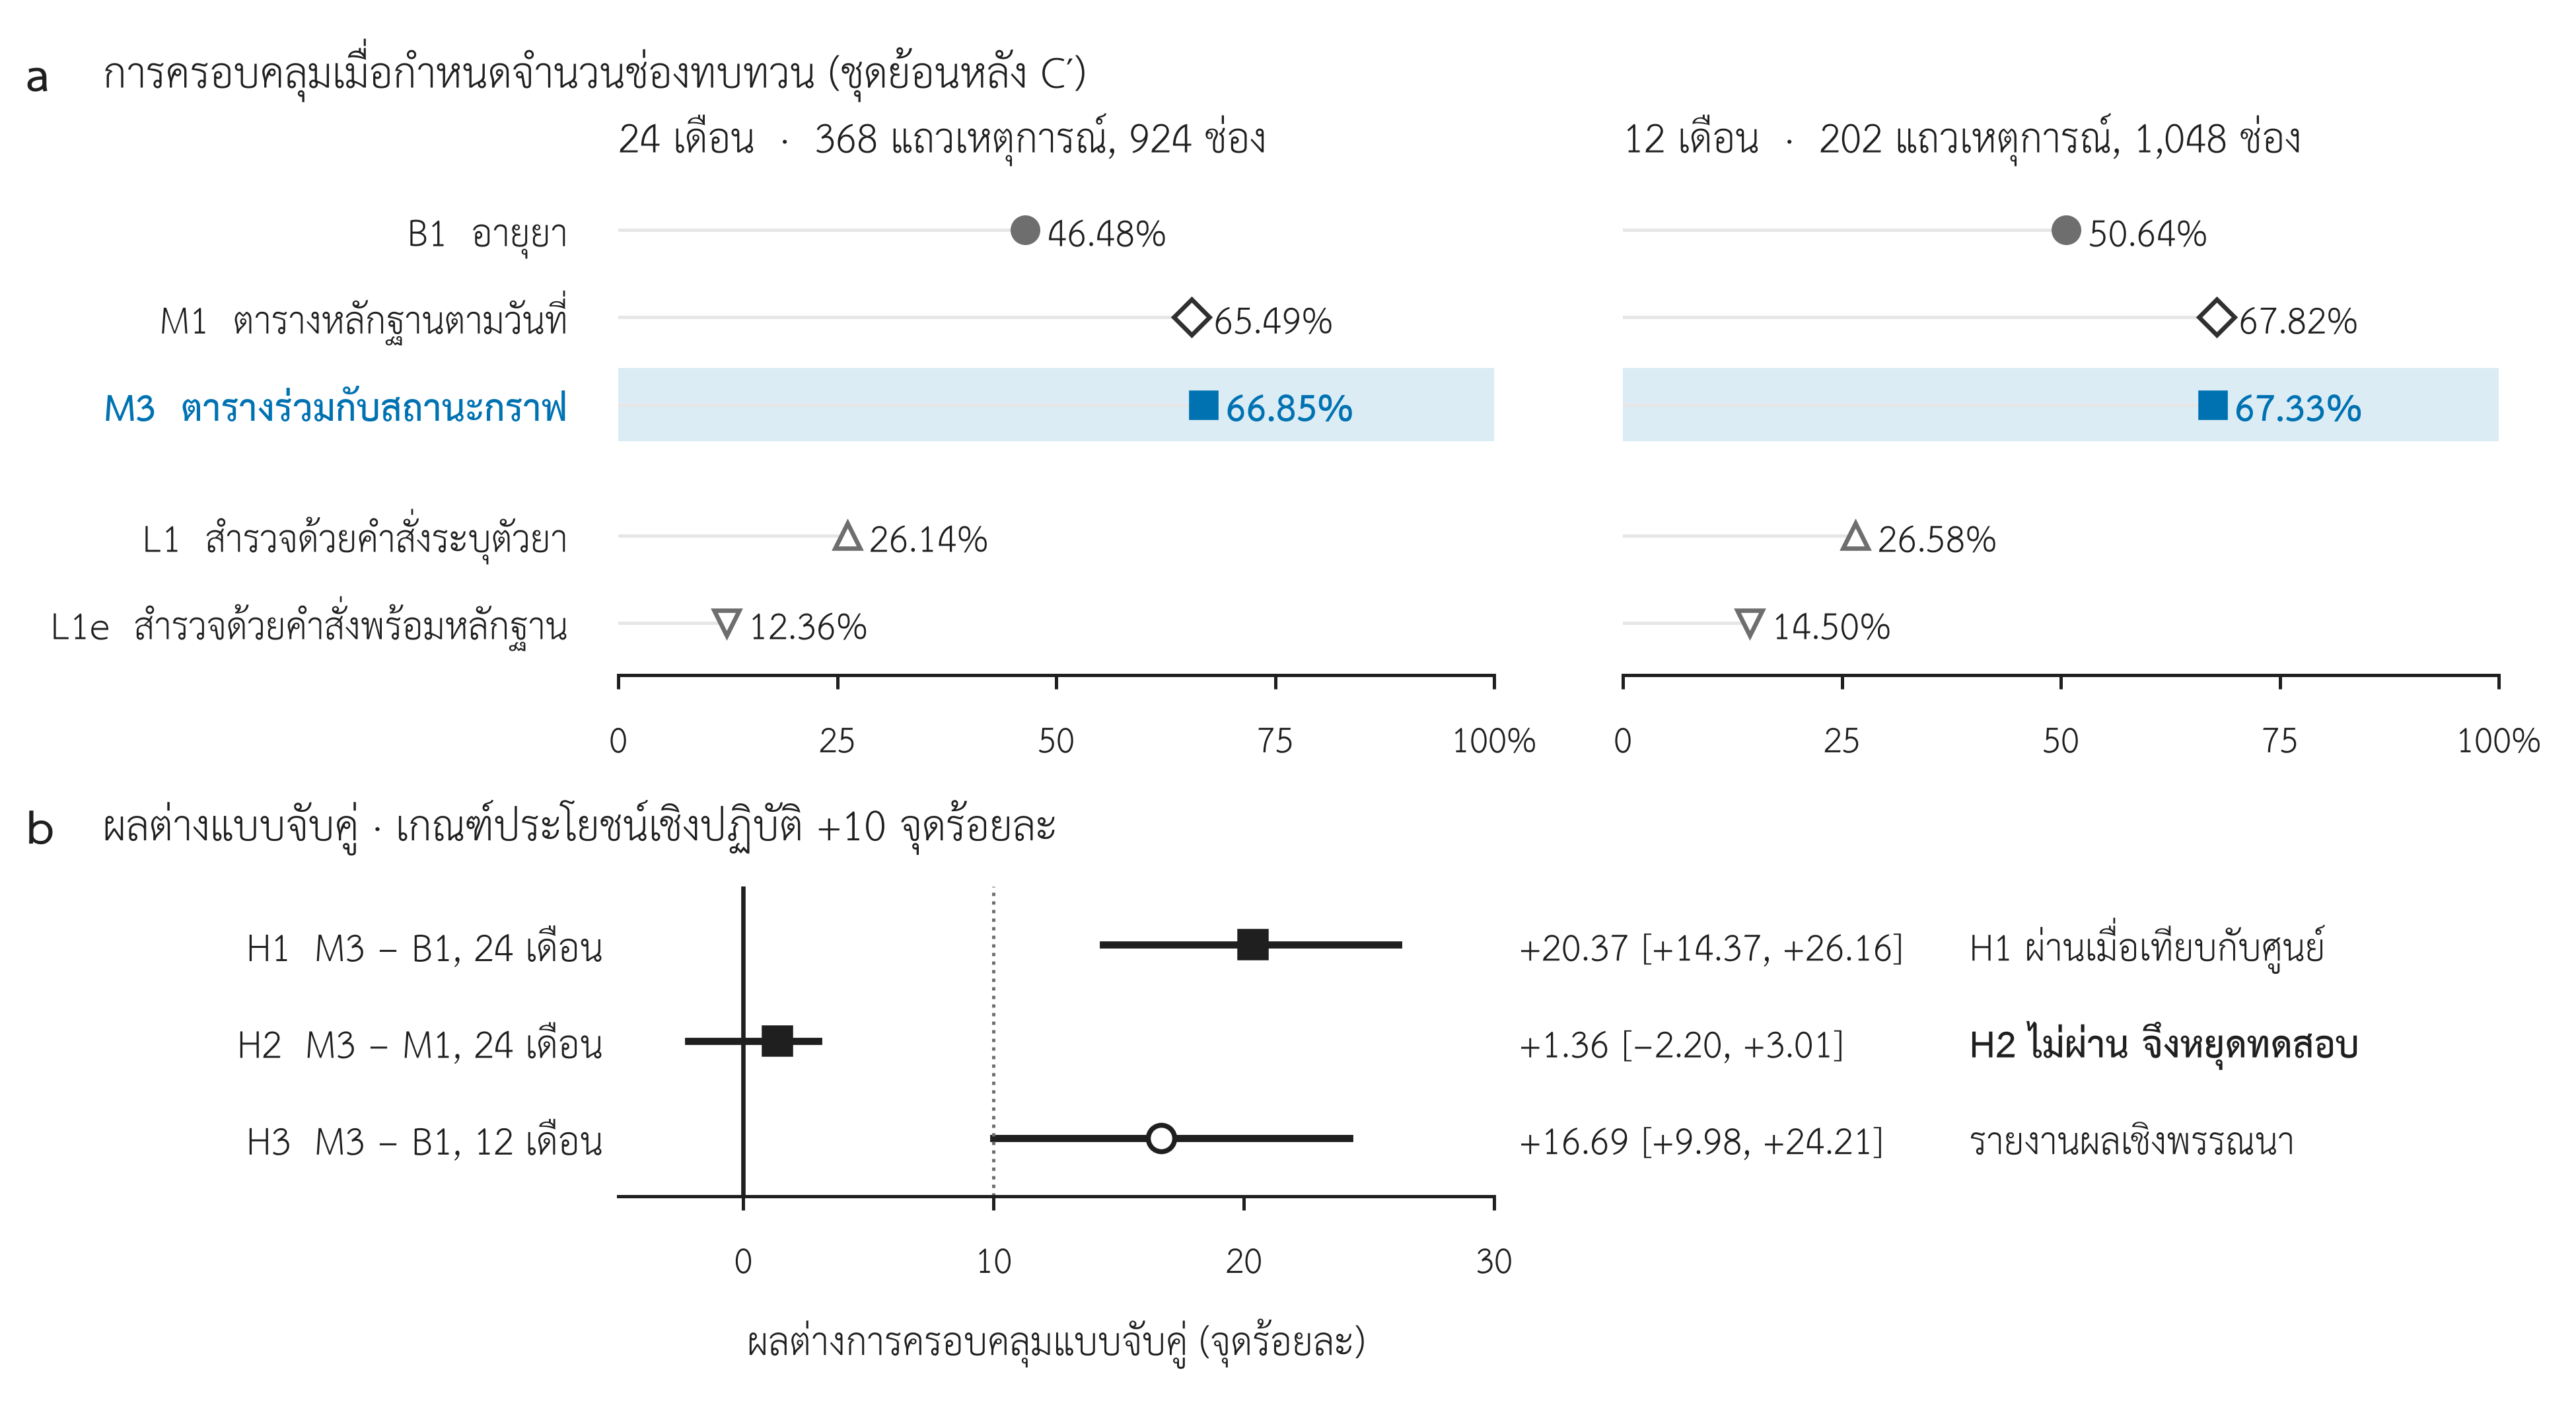 a การครอบคลุมเมื่อกำหนดจำนวนช่องทบทวน (ชุดย้อนหลัง C′)
24 เดือน · 368 แถวเหตุการณ์, 924 ช่อง
12 เดือน · 202 แถวเหตุการณ์, 1,048 ช่อง
B1 อายุยา 46.48% 50.64%
M1 ตารางหลักฐานตามวันที่ 65.49% 67.82%
M3 ตารางร่วมกับสถานะกราฟ 66.85% 67.33%
L1 สำรวจด้วยคำสั่งระบุตัวยา 26.14% 26.58%
L1e สำรวจด้วยคำสั่งพร้อมหลักฐาน 12.36% 14.50%
0 25 50 75 100% 0 25 50 75 100%
b ผลต่างแบบจับคู่ · เกณฑ์ประโยชน์เชิงปฏิบัติ +10 จุดร้อยละ
H1 M3 – B1, 24 เดือน +20.37 [+14.37, +26.16] H1 ผ่านเมื่อเทียบกับศูนย์
H2 M3 – M1, 24 เดือน +1.36 [−2.20, +3.01] H2 ไม่ผ่าน จึงหยุดทดสอบ
H3 M3 – B1, 12 เดือน +16.69 [+9.98, +24.21] รายงานผลเชิงพรรณนา
0 10 20 30
ผลต่างการครอบคลุมแบบจับคู่ (จุดร้อยละ)